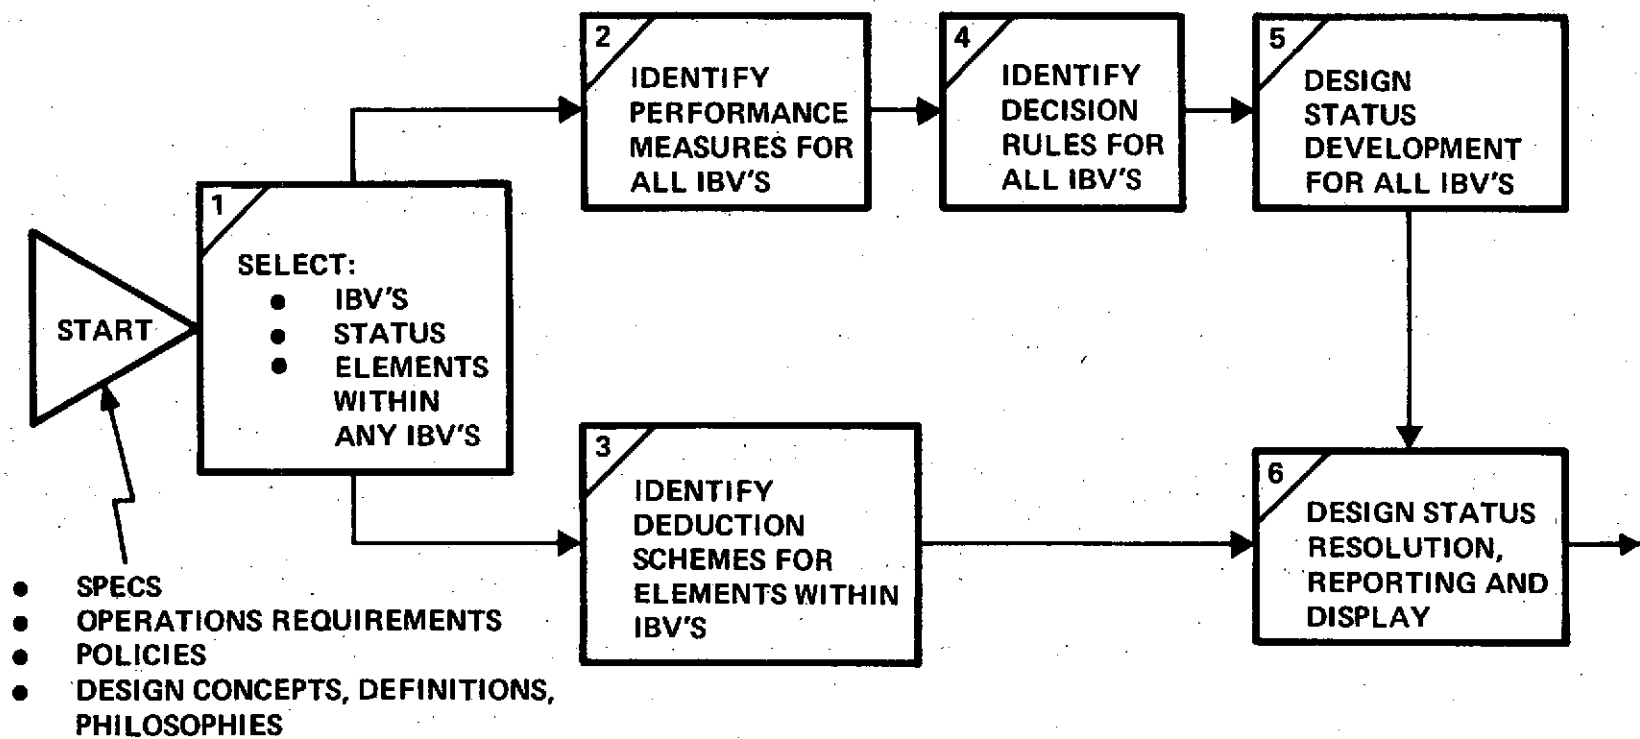 2
IDENTIFY
PERFORMANCE
MEASURES FOR
ALL IBV'S
4
IDENTIFY
DECISION
RULES FOR
ALL IBV'S
5
DESIGN
STATUS
DEVELOPMENT
FOR ALL IBV'S
START
1
SELECT:
● IBV'S
● STATUS
● ELEMENTS
WITHIN
ANY IBV'S
3
IDENTIFY
DEDUCTION
SCHEMES FOR
ELEMENTS WITHIN
IBV'S
6
DESIGN STATUS
RESOLUTION,
REPORTING AND
DISPLAY
● SPECS
● OPERATIONS REQUIREMENTS
● POLICIES
● DESIGN CONCEPTS, DEFINITIONS,
PHILOSOPHIES